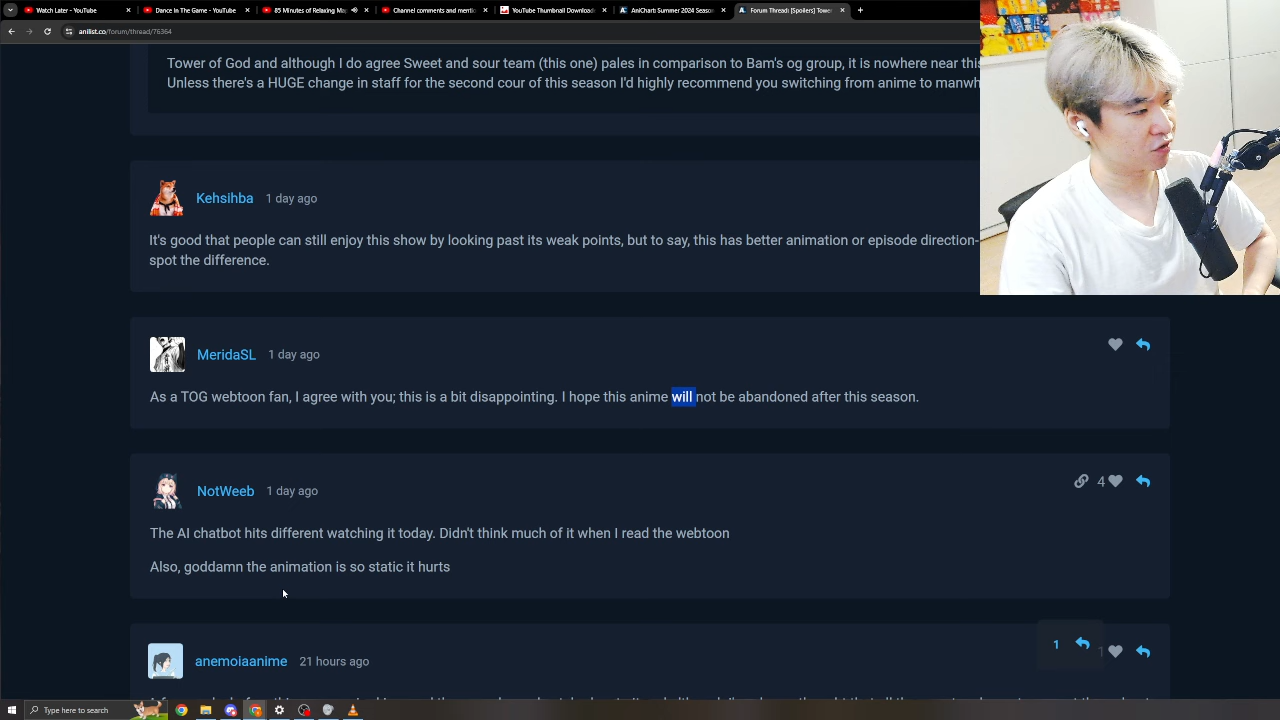 Watch Later - YouTube
Dance In The Game - YouTube
85 Minutes of Relaxing Ma
Channel comments and menti
YouTube Thumbnail Download
AniChart: Summer 2024 Season
Forum Thread: [Spoilers] Tower
anilist.co/forum/thread/76364
Tower of God and although I do agree Sweet and sour team (this one) pales in comparison to Bam's og group, it is nowhere near this
Unless there's a HUGE change in staff for the second cour of this season I'd highly recommend you switching from anime to manwh
Kehsihba 1 day ago
It's good that people can still enjoy this show by looking past its weak points, but to say, this has better animation or episode direction-
spot the difference.
MeridaSL 1 day ago
As a TOG webtoon fan, I agree with you; this is a bit disappointing. I hope this anime will not be abandoned after this season.
NotWeeb 1 day ago
4
The AI chatbot hits different watching it today. Didn't think much of it when I read the webtoon
Also, goddamn the animation is so static it hurts
anemoiaanime 21 hours ago
1
1
Type here to search